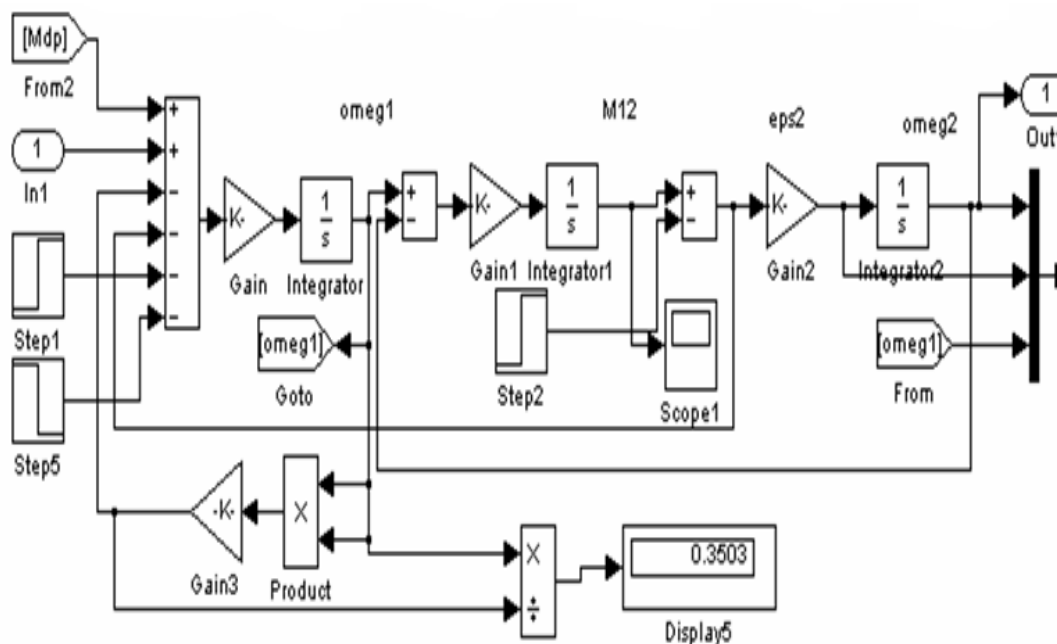 [Mdp]
From2
omeg1
M12
eps2
omeg2
1
Out1
+
+
−
−
−
−
1
In1
K-
Gain
1
s
Integrator
+
−
K-
Gain1
1
s
Integrator1
+
−
K-
Gain2
1
s
Integrator2
Step1
[omeg1]
Goto
Step2
Scope1
[omeg1]
From
Step5
-K-
Gain3
X
Product
X
÷
0.3503
Display5